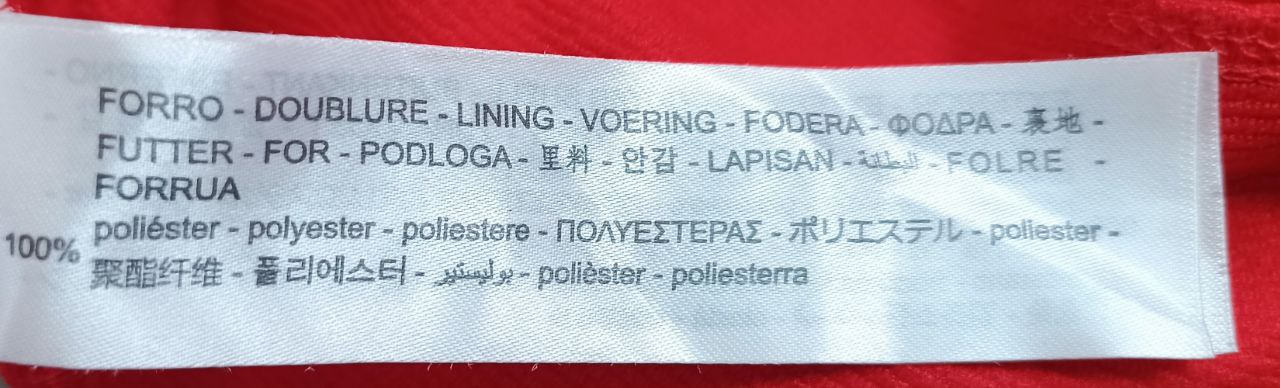 FORRO - DOUBLURE - LINING - VOERING - FODERA - ΦΟΔΡΑ - 裏地 -
FUTTER - FOR - PODLOGA - 里料 - 안감 - LAPISAN - البطانة - FOLRE -
FORRUA
poliéster - polyester - poliestere - ΠΟΛΥΕΣΤΕΡΑΣ - ポリエステル - poliester -
100%
聚酯纤维 - 폴리에스터 - بوليستير - polièster - poliesterra